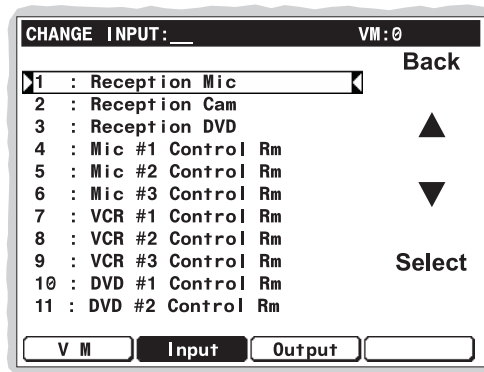 CHANGE INPUT:__ VM:0
Back
1 : Reception Mic
2 : Reception Cam
3 : Reception DVD
4 : Mic #1 Control Rm
5 : Mic #2 Control Rm
6 : Mic #3 Control Rm
7 : VCR #1 Control Rm
8 : VCR #2 Control Rm
9 : VCR #3 Control Rm
Select
10 : DVD #1 Control Rm
11 : DVD #2 Control Rm
V M Input Output